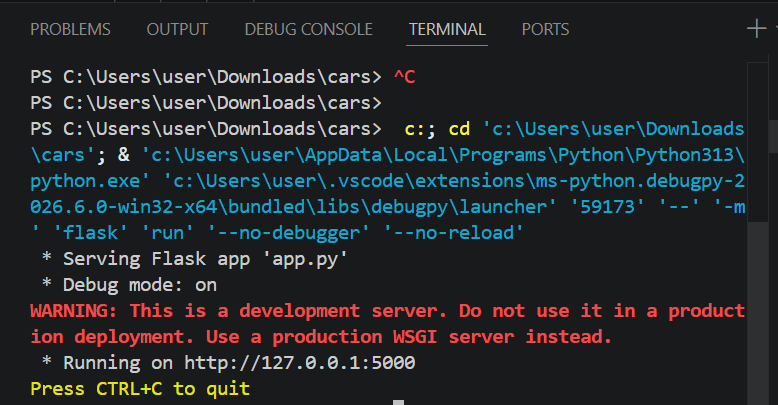 PROBLEMS OUTPUT DEBUG CONSOLE TERMINAL PORTS
PS C:\Users\user\Downloads\cars> ^C
PS C:\Users\user\Downloads\cars>
PS C:\Users\user\Downloads\cars>  c:; cd 'c:\Users\user\Downloads
\cars'; & 'c:\Users\user\AppData\Local\Programs\Python\Python313\
python.exe' 'c:\Users\user\.vscode\extensions\ms-python.debugpy-2
026.6.0-win32-x64\bundled\libs\debugpy\launcher' '59173' '--' '-m
' 'flask' 'run' '--no-debugger' '--no-reload'
 * Serving Flask app 'app.py'
 * Debug mode: on
WARNING: This is a development server. Do not use it in a product
ion deployment. Use a production WSGI server instead.
 * Running on http://127.0.0.1:5000
Press CTRL+C to quit